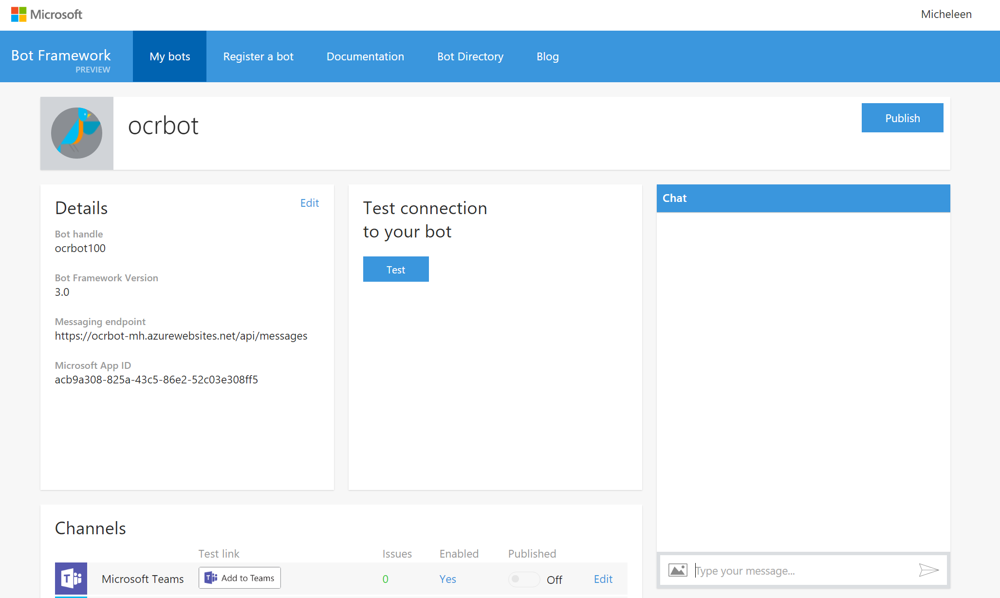 Microsoft
Micheleen
Bot Framework
PREVIEW
My bots
Register a bot
Documentation
Bot Directory
Blog
ocrbot
Publish
Details
Edit
Bot handle
ocrbot100
Bot Framework Version
3.0
Messaging endpoint
https://ocrbot-mh.azurewebsites.net/api/messages
Microsoft App ID
acb9a308-825a-43c5-86e2-52c03e308ff5
Test connection
to your bot
Test
Chat
Type your message...
Channels
Test link
Issues
Enabled
Published
Microsoft Teams
Add to Teams
0
Yes
Off
Edit